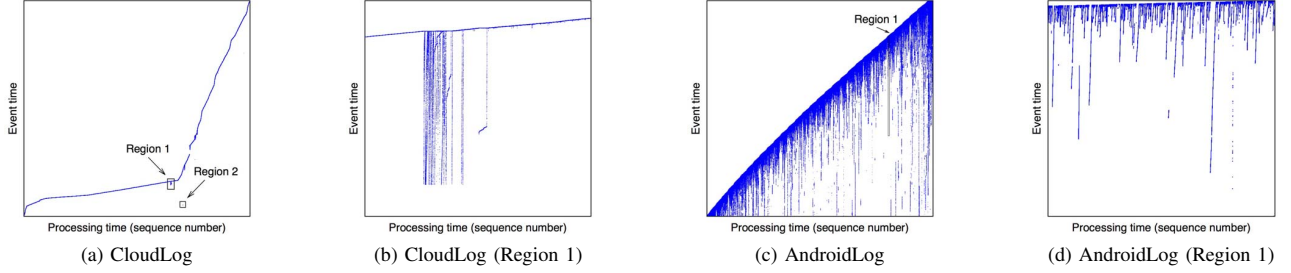 Event time
Region 1
Region 2
Processing time (sequence number)
(a) CloudLog
Event time
Processing time (sequence number)
(b) CloudLog (Region 1)
Event time
Region 1
Processing time (sequence number)
(c) AndroidLog
Event time
Processing time (sequence number)
(d) AndroidLog (Region 1)